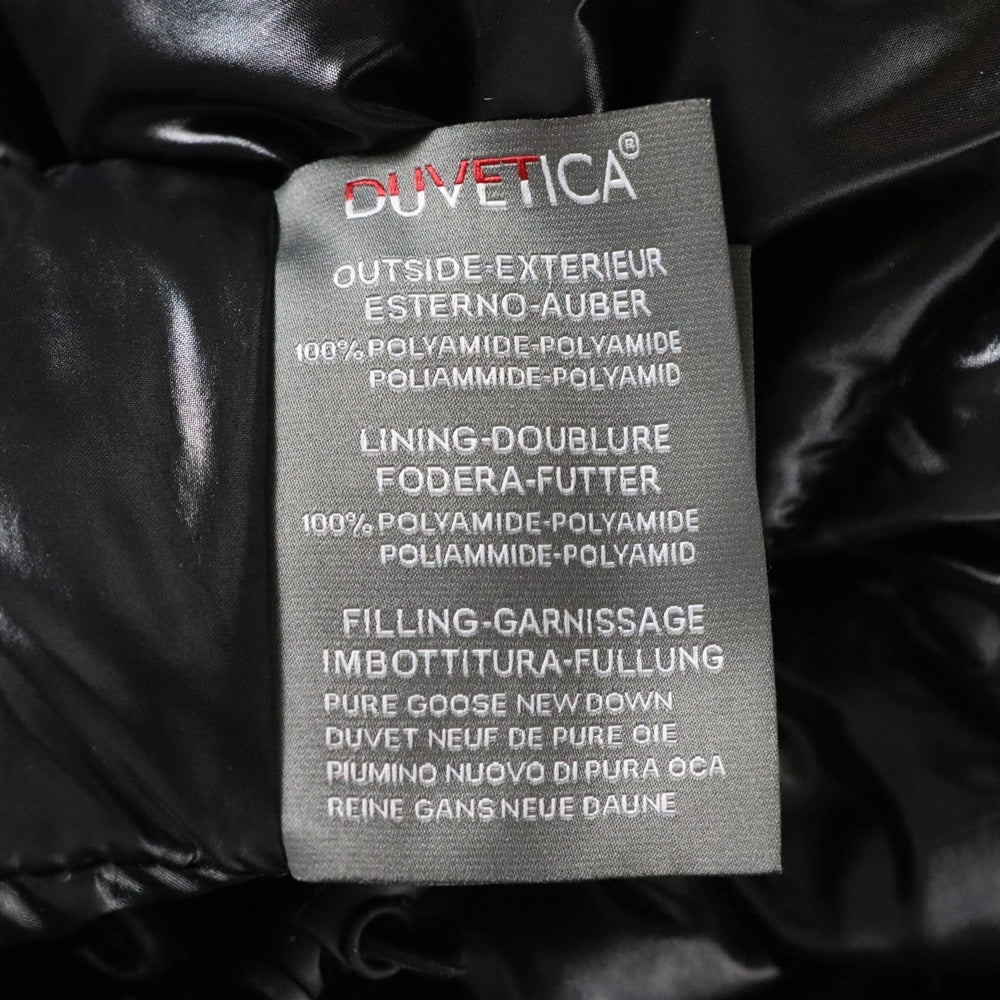 DUVETICA®
OUTSIDE-EXTERIEUR
ESTERNO-AUBER
100% POLYAMIDE-POLYAMIDE
POLIAMMIDE-POLYAMID
LINING-DOUBLURE
FODERA-FUTTER
100% POLYAMIDE-POLYAMIDE
POLIAMMIDE-POLYAMID
FILLING-GARNISSAGE
IMBOTTITURA-FULLUNG
PURE GOOSE NEW DOWN
DUVET NEUF DE PURE OIE
PIUMINO NUOVO DI PURA OCA
REINE GANS NEUE DAUNE